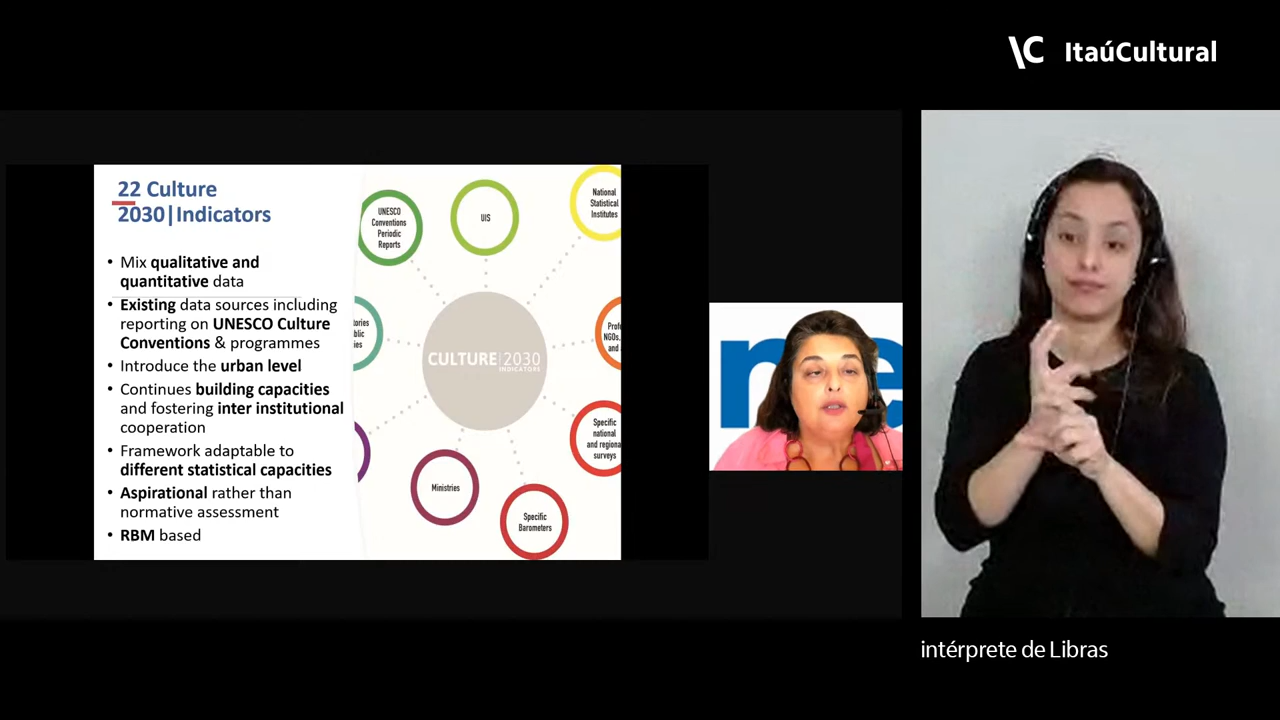 ItaúCultural
22 Culture
2030|Indicators
• Mix qualitative and
quantitative data
• Existing data sources including
reporting on UNESCO Culture
Conventions & programmes
• Introduce the urban level
• Continues building capacities
and fostering inter institutional
cooperation
• Framework adaptable to
different statistical capacities
• Aspirational rather than
normative assessment
• RBM based
UNESCO
Conventions
Periodic
Reports
UIS
National
Statistical
Institutes
NGOs,
and
CULTURE|2030
INDICATORS
Specific
national
and regional
surveys
Ministries
Specific
Barometers
intérprete de Libras